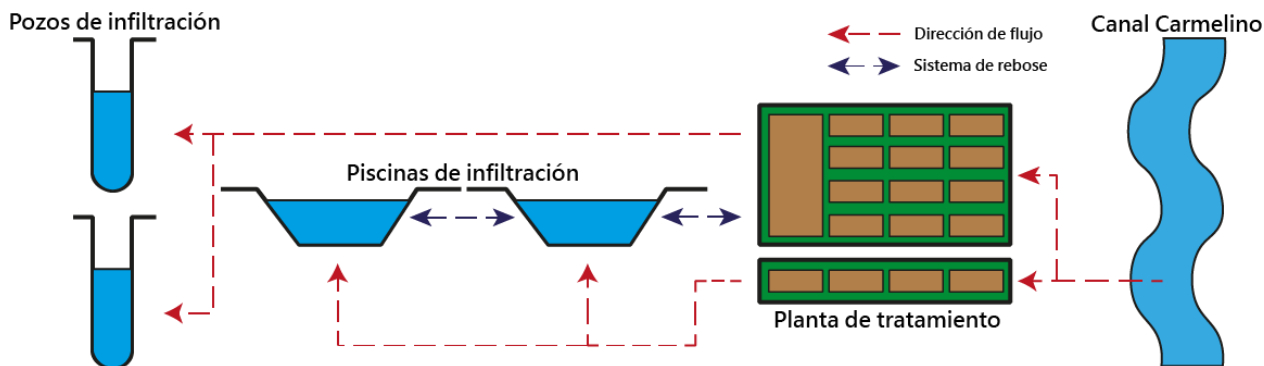 Pozos de infiltración
Canal Carmelino
Dirección de flujo
Sistema de rebose
Piscinas de infiltración
Planta de tratamiento